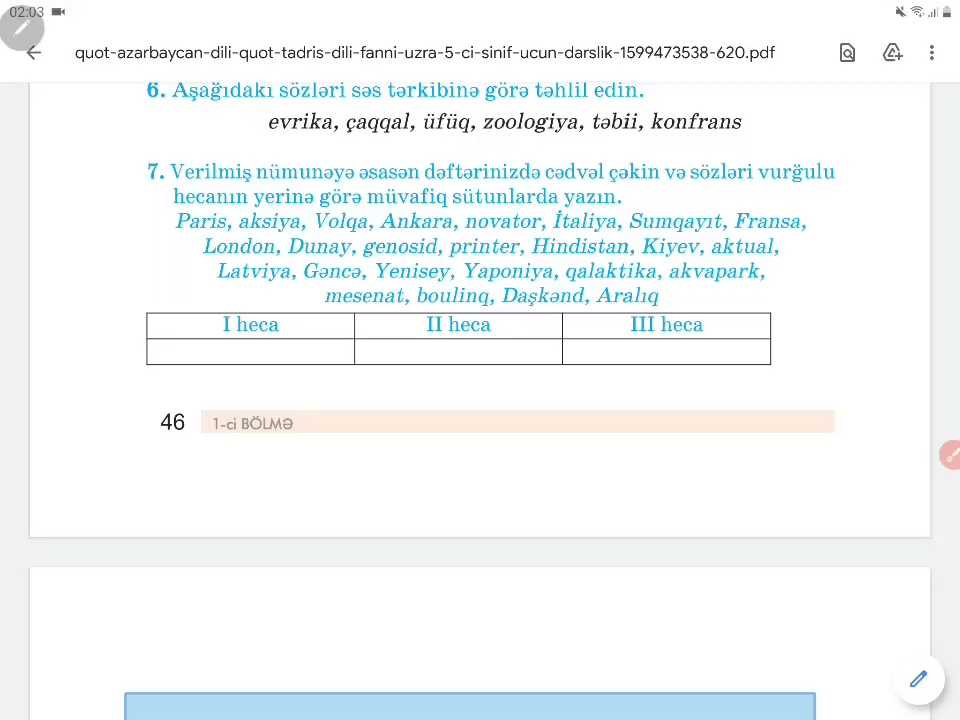 02:03
quot-azarbaycan-dili-quot-tadris-dili-fanni-uzra-5-ci-sinif-ucun-darslik-1599473538-620.pdf
6. Aşağıdakı sözləri səs tərkibinə görə təhlil edin.
evrika, çaqqal, üfüq, zoologiya, təbii, konfrans
7. Verilmiş nümunəyə əsasən dəftərinizdə cədvəl çəkin və sözləri vurğulu
hecanın yerinə görə müvafiq sütunlarda yazın.
Paris, aksiya, Volqa, Ankara, novator, İtaliya, Sumqayıt, Fransa,
London, Dunay, genosid, printer, Hindistan, Kiyev, aktual,
Latviya, Gəncə, Yenisey, Yaponiya, qalaktika, akvapark,
mesenat, boulinq, Daşkənd, Aralıq
I heca II heca III heca
46 1-ci BÖLMƏ